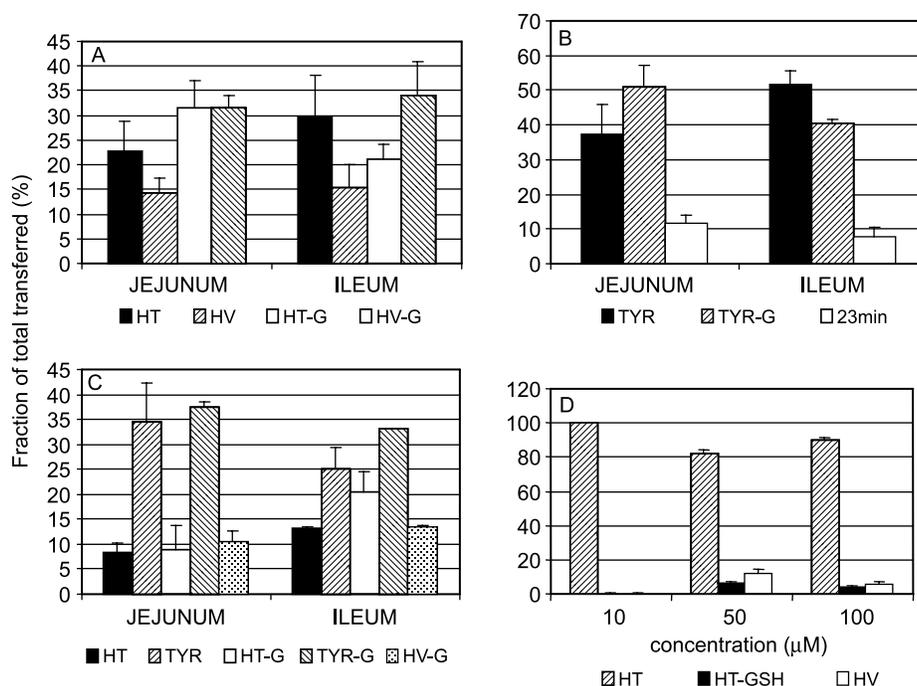 Fraction of total transferred (%)
A
45
40
35
30
25
20
15
10
5
0
JEJUNUM ILEUM
HT HV HT-G HV-G
B
70
60
50
40
30
20
10
0
JEJUNUM ILEUM
TYR TYR-G 23min
C
45
40
35
30
25
20
15
10
5
0
JEJUNUM ILEUM
HT TYR HT-G TYR-G HV-G
D
120
100
80
60
40
20
0
10 50 100
concentration (μM)
HT HT-GSH HV